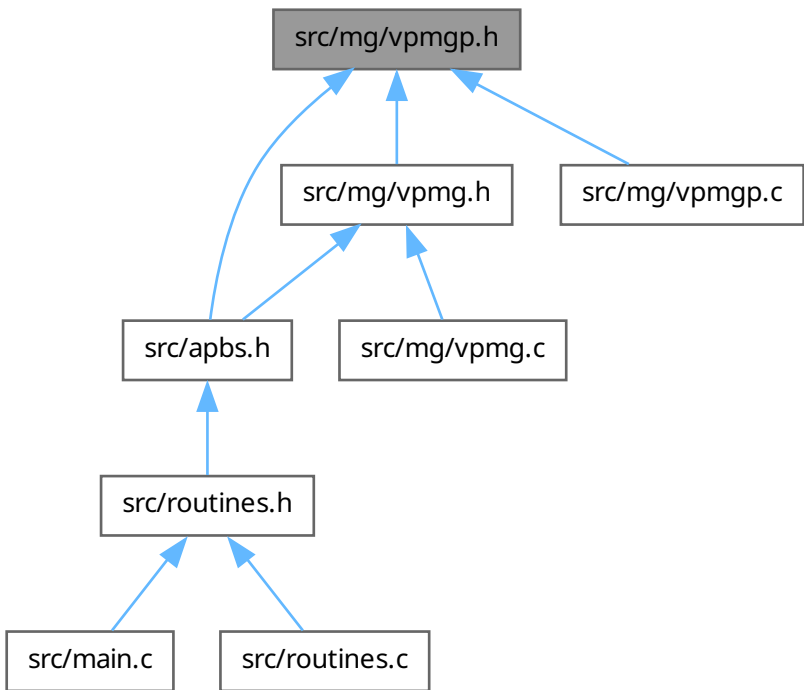 src/mg/vpmgp.h
src/mg/vpmg.h
src/mg/vpmgp.c
src/apbs.h
src/mg/vpmg.c
src/routines.h
src/main.c
src/routines.c